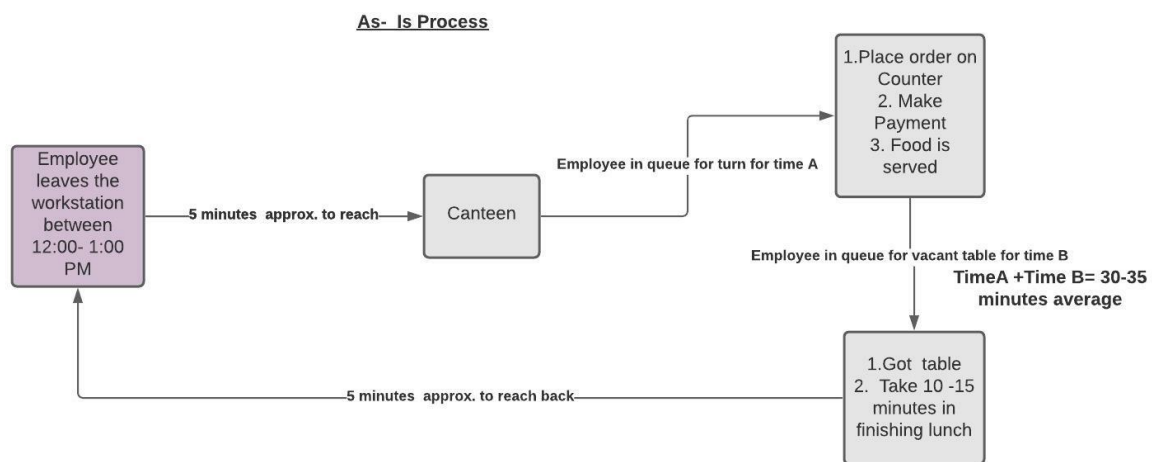 As-  Is Process
1.Place order on
Counter
2. Make
Payment
3. Food is
served
Employee
leaves the
workstation
between
12:00- 1:00
PM
5 minutes  approx. to reach
Canteen
Employee in queue for turn for time A
Employee in queue for vacant table for time B
TimeA +Time B= 30-35
minutes average
1.Got  table
2.  Take 10 -15
minutes in
finishing lunch
5 minutes  approx. to reach back